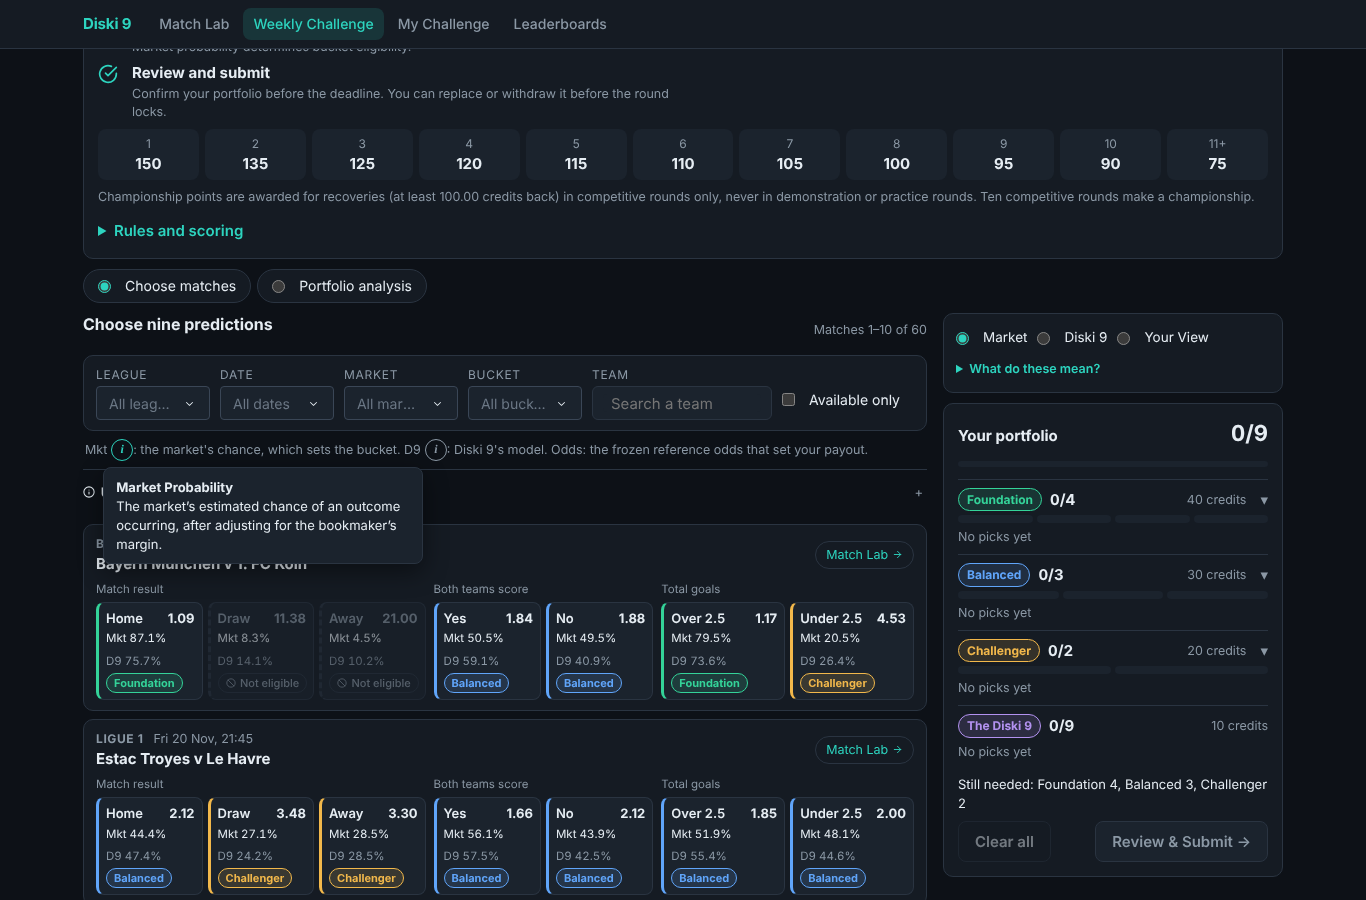 Diski 9 Match Lab Weekly Challenge My Challenge Leaderboards
Market probability determines bucket eligibility.
Review and submit
Confirm your portfolio before the deadline. You can replace or withdraw it before the round
locks.
1 2 3 4 5 6 7 8 9 10 11+
150 135 125 120 115 110 105 100 95 90 75
Championship points are awarded for recoveries (at least 100.00 credits back) in competitive rounds only, never in demonstration or practice rounds. Ten competitive rounds make a championship.
Rules and scoring
Choose matches Portfolio analysis
Choose nine predictions
Matches 1–10 of 60
LEAGUE DATE MARKET BUCKET TEAM
All leag... All dates All mar... All buck... Search a team Available only
Mkt i: the market's chance, which sets the bucket. D9 i: Diski 9's model. Odds: the frozen reference odds that set your payout.
Market Probability
The market’s estimated chance of an outcome
occurring, after adjusting for the bookmaker’s
margin.
+
Bayern München v 1. FC Köln
Match Lab →
Match result Both teams score Total goals
Home 1.09 Draw 11.38 Away 21.00 Yes 1.84 No 1.88 Over 2.5 1.17 Under 2.5 4.53
Mkt 87.1% Mkt 8.3% Mkt 4.5% Mkt 50.5% Mkt 49.5% Mkt 79.5% Mkt 20.5%
D9 75.7% D9 14.1% D9 10.2% D9 59.1% D9 40.9% D9 73.6% D9 26.4%
Foundation Not eligible Not eligible Balanced Balanced Foundation Challenger
LIGUE 1 Fri 20 Nov, 21:45
Estac Troyes v Le Havre
Match Lab →
Match result Both teams score Total goals
Home 2.12 Draw 3.48 Away 3.30 Yes 1.66 No 2.12 Over 2.5 1.85 Under 2.5 2.00
Mkt 44.4% Mkt 27.1% Mkt 28.5% Mkt 56.1% Mkt 43.9% Mkt 51.9% Mkt 48.1%
D9 47.4% D9 24.2% D9 28.5% D9 57.5% D9 42.5% D9 55.4% D9 44.6%
Balanced Challenger Challenger Balanced Balanced Balanced Balanced
Market Diski 9 Your View
What do these mean?
Your portfolio 0/9
Foundation 0/4 40 credits
No picks yet
Balanced 0/3 30 credits
No picks yet
Challenger 0/2 20 credits
No picks yet
The Diski 9 0/9 10 credits
No picks yet
Still needed: Foundation 4, Balanced 3, Challenger
2
Clear all Review & Submit →